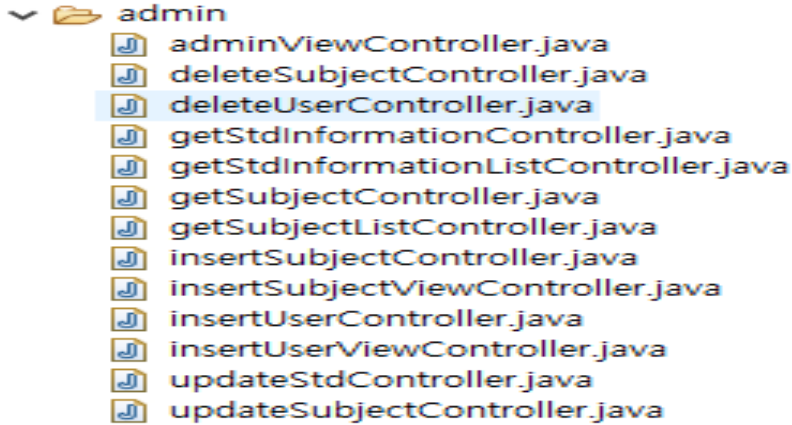 admin
adminViewController.java
deleteSubjectController.java
deleteUserController.java
getStdInformationController.java
getStdInformationListController.java
getSubjectController.java
getSubjectListController.java
insertSubjectController.java
insertSubjectViewController.java
insertUserController.java
insertUserViewController.java
updateStdController.java
updateSubjectController.java